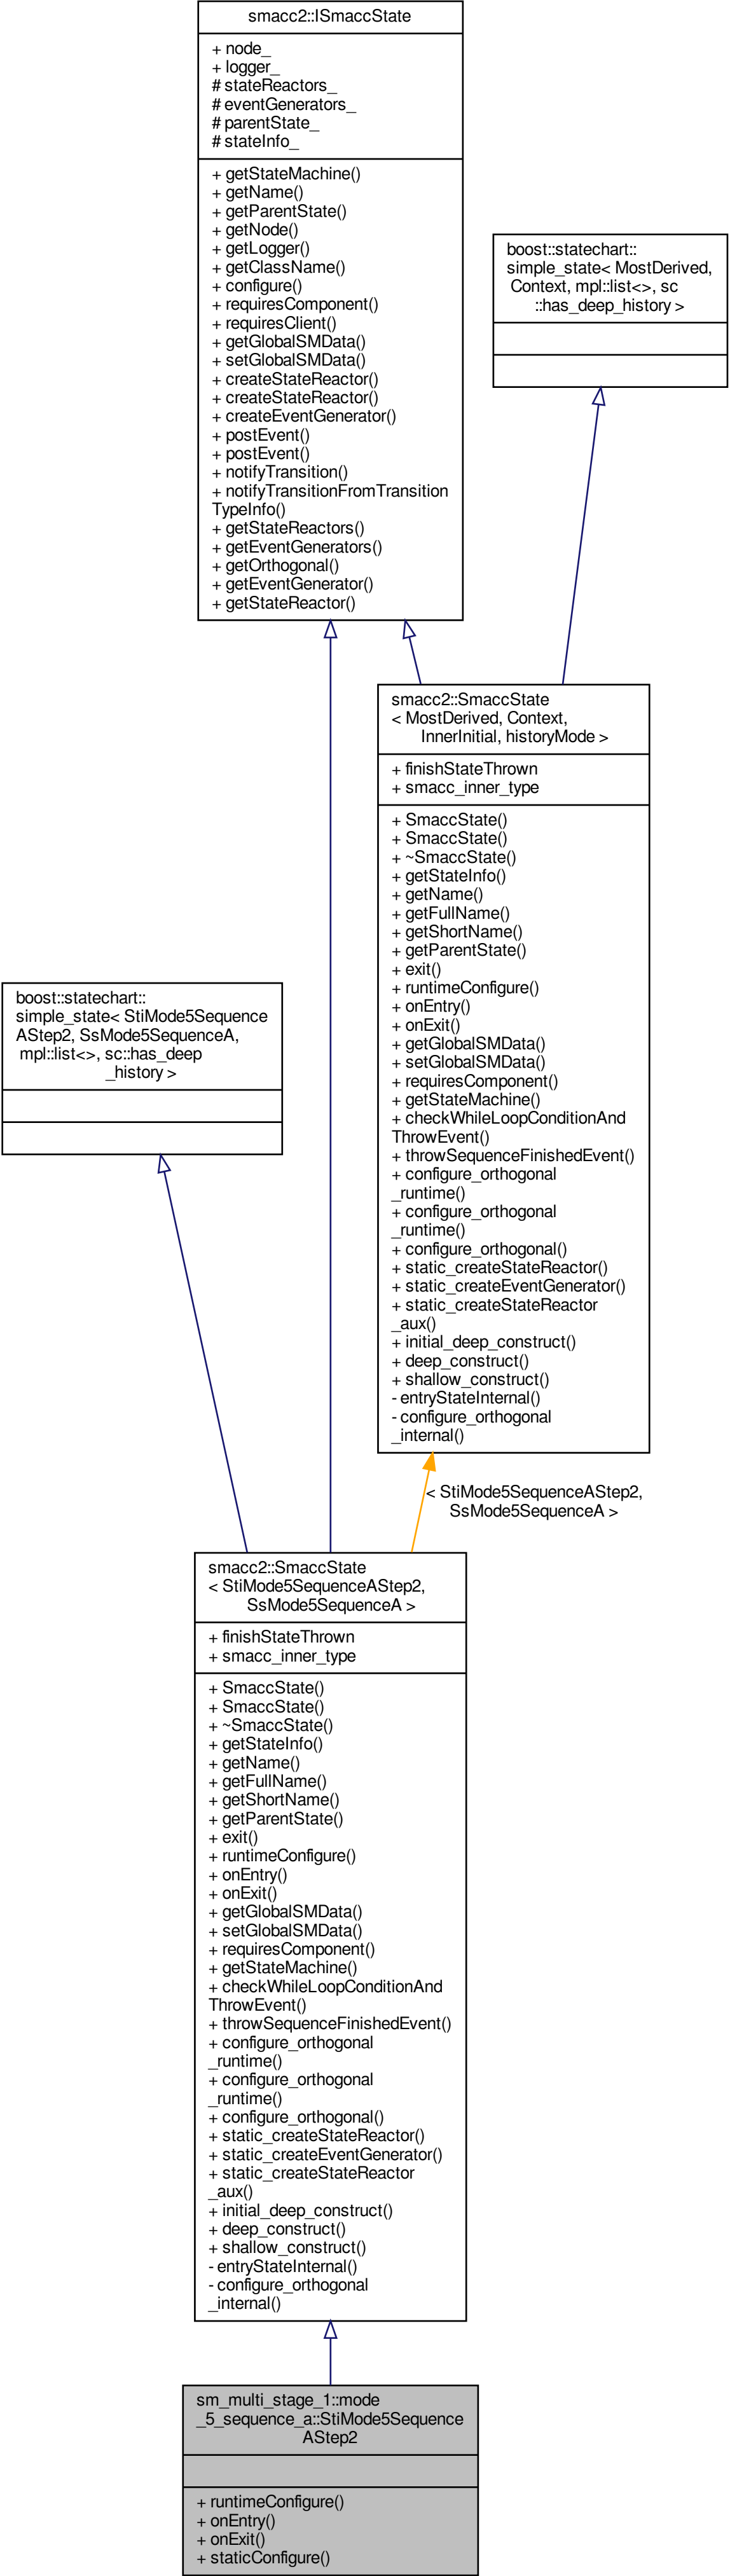 smacc2::ISmaccState
+ node_
+ logger_
# stateReactors_
# eventGenerators_
# parentState_
# stateInfo_
+ getStateMachine()
+ getName()
+ getParentState()
+ getNode()
+ getLogger()
+ getClassName()
+ configure()
+ requiresComponent()
+ requiresClient()
+ getGlobalSMData()
+ setGlobalSMData()
+ createStateReactor()
+ createStateReactor()
+ createEventGenerator()
+ postEvent()
+ postEvent()
+ notifyTransition()
+ notifyTransitionFromTransition
TypeInfo()
+ getStateReactors()
+ getEventGenerators()
+ getOrthogonal()
+ getEventGenerator()
+ getStateReactor()
boost::statechart::
simple_state< MostDerived,
Context, mpl::list<>, sc
::has_deep_history >
smacc2::SmaccState
< MostDerived, Context,
InnerInitial, historyMode >
+ finishStateThrown
+ smacc_inner_type
+ SmaccState()
+ SmaccState()
+ ~SmaccState()
+ getStateInfo()
+ getName()
+ getFullName()
+ getShortName()
+ getParentState()
+ exit()
+ runtimeConfigure()
+ onEntry()
+ onExit()
+ getGlobalSMData()
+ setGlobalSMData()
+ requiresComponent()
+ getStateMachine()
+ checkWhileLoopConditionAnd
ThrowEvent()
+ throwSequenceFinishedEvent()
+ configure_orthogonal
_runtime()
+ configure_orthogonal
_runtime()
+ configure_orthogonal()
+ static_createStateReactor()
+ static_createEventGenerator()
+ static_createStateReactor
_aux()
+ initial_deep_construct()
+ deep_construct()
+ shallow_construct()
- entryStateInternal()
- configure_orthogonal
_internal()
boost::statechart::
simple_state< StiMode5Sequence
AStep2, SsMode5SequenceA,
mpl::list<>, sc::has_deep
_history >
< StiMode5SequenceAStep2,
SsMode5SequenceA >
smacc2::SmaccState
< StiMode5SequenceAStep2,
SsMode5SequenceA >
+ finishStateThrown
+ smacc_inner_type
+ SmaccState()
+ SmaccState()
+ ~SmaccState()
+ getStateInfo()
+ getName()
+ getFullName()
+ getShortName()
+ getParentState()
+ exit()
+ runtimeConfigure()
+ onEntry()
+ onExit()
+ getGlobalSMData()
+ setGlobalSMData()
+ requiresComponent()
+ getStateMachine()
+ checkWhileLoopConditionAnd
ThrowEvent()
+ throwSequenceFinishedEvent()
+ configure_orthogonal
_runtime()
+ configure_orthogonal
_runtime()
+ configure_orthogonal()
+ static_createStateReactor()
+ static_createEventGenerator()
+ static_createStateReactor
_aux()
+ initial_deep_construct()
+ deep_construct()
+ shallow_construct()
- entryStateInternal()
- configure_orthogonal
_internal()
sm_multi_stage_1::mode
_5_sequence_a::StiMode5Sequence
AStep2
+ runtimeConfigure()
+ onEntry()
+ onExit()
+ staticConfigure()